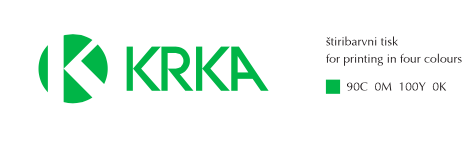 KRKA
štiribarvni tisk
for printing in four colours
90C 0M 100Y 0K